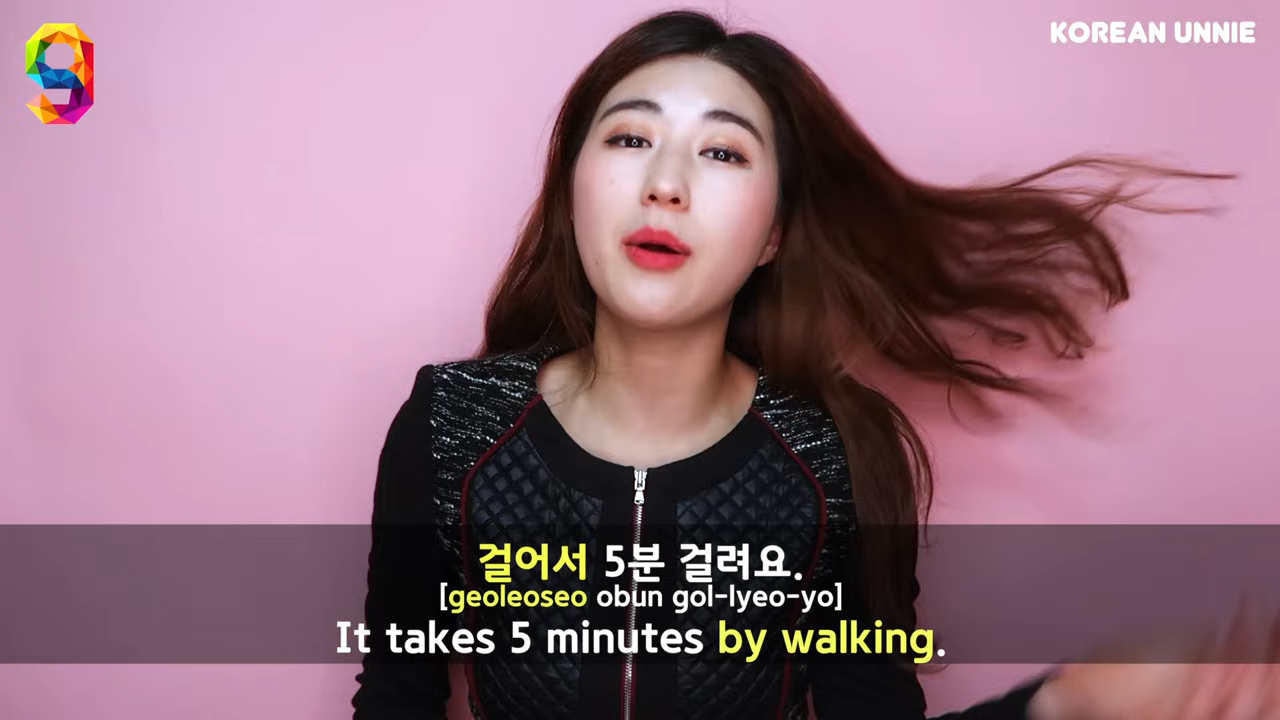 9
KOREAN UNNIE
걸어서 5분 걸려요.
[geoleoseo obun gol-lyeo-yo]
It takes 5 minutes by walking.